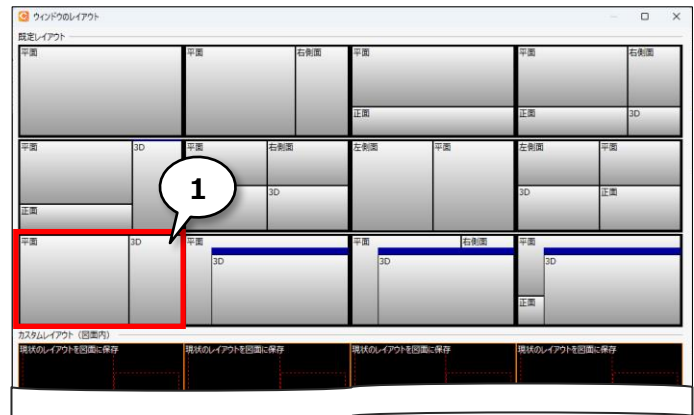 ウィンドウのレイアウト
既定レイアウト
平面
平面 右側面
平面
正面
平面 右側面
正面 3D
平面 3D
正面
平面 右側面
3D
左側面 平面
左側面 平面
3D 正面
1
平面 3D
平面
3D
平面 右側面
3D
平面
3D
正面
カスタムレイアウト（図面内）
現状のレイアウトを図面に保存 現状のレイアウトを図面に保存 現状のレイアウトを図面に保存 現状のレイアウトを図面に保存